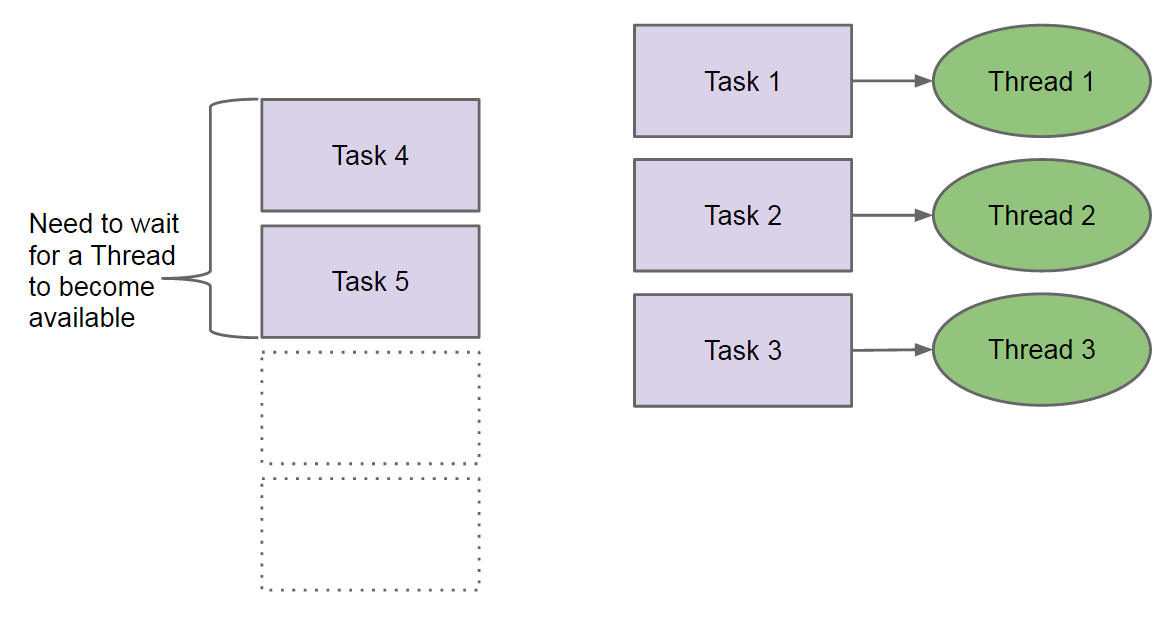 Need to wait
for a Thread
to become
available
Task 4
Task 5
Task 1
Thread 1
Task 2
Thread 2
Task 3
Thread 3